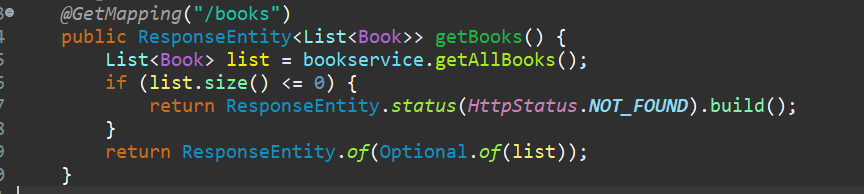 @GetMapping("/books")
public ResponseEntity<List<Book>> getBooks() {
List<Book> list = bookservice.getAllBooks();
if (list.size() <= 0) {
return ResponseEntity.status(HttpStatus.NOT_FOUND).build();
}
return ResponseEntity.of(Optional.of(list));
}